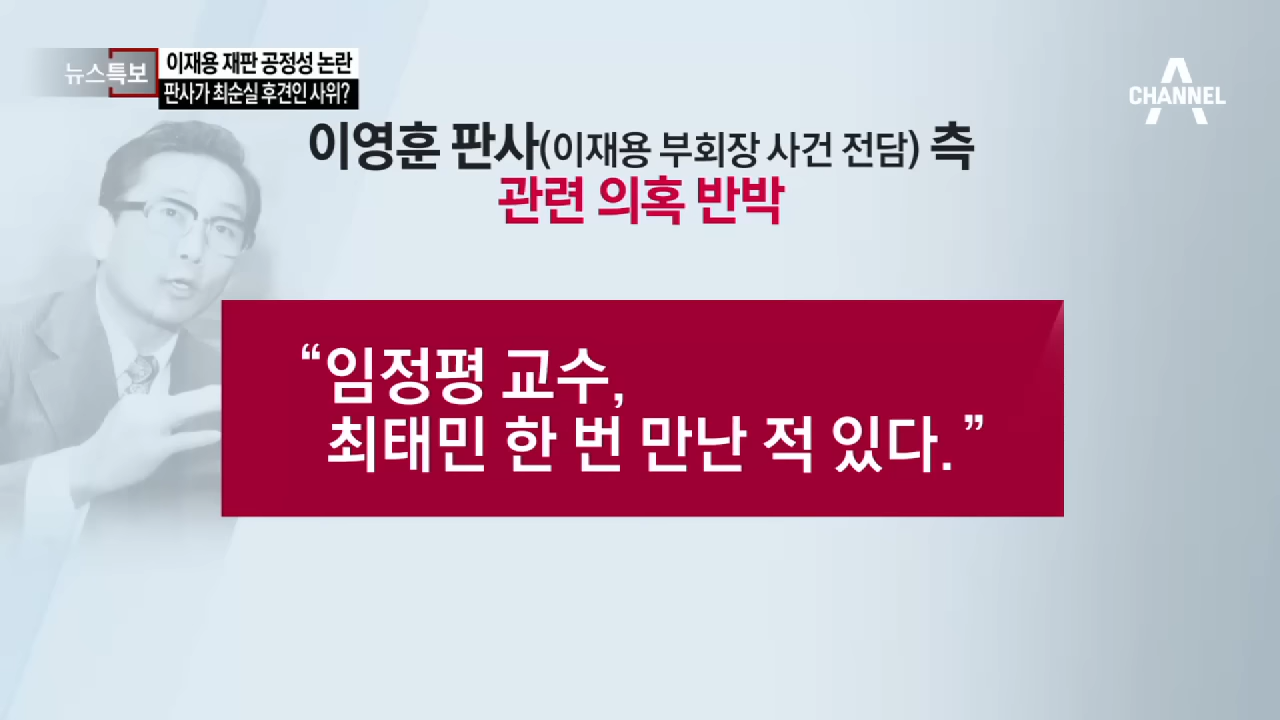 뉴스특보
이재용 재판 공정성 논란
판사가 최순실 후견인 사위?
CHANNEL A
이영훈 판사(이재용 부회장 사건 전담) 측
관련 의혹 반박
“임정평 교수,
최태민 한 번 만난 적 있다.”